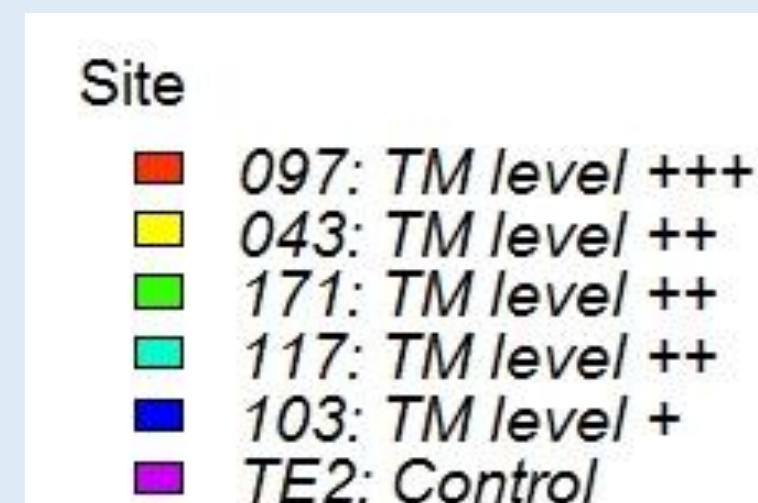 Site
097: TM level +++
043: TM level ++
171: TM level ++
117: TM level ++
103: TM level +
TE2: Control